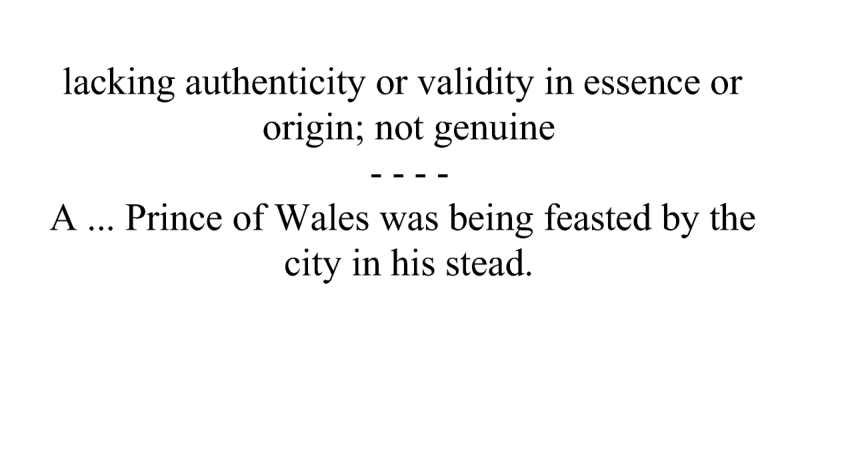 lacking authenticity or validity in essence or
origin; not genuine
- - - -
A ... Prince of Wales was being feasted by the
city in his stead.